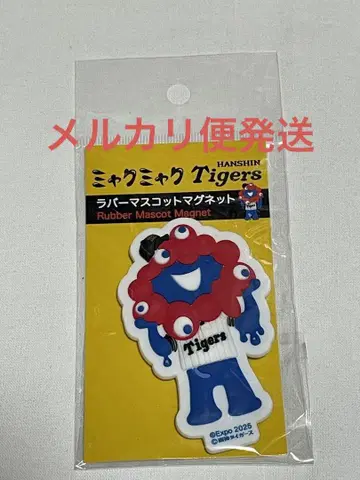 メルカリ便発送
HANSHIN
ミャクミャク Tigers
ラバーマスコットマグネット
Rubber Mascot Magnet
Tigers
©Expo 2025
©阪神タイガース